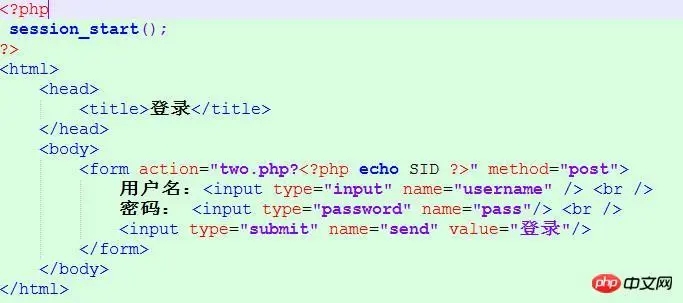 <?php
session_start();
?>
<html>
<head>
<title>登录</title>
</head>
<body>
<form action="two.php?<?php echo SID ?>" method="post">
用户名：<input type="input" name="username" /> <br />
密码： <input type="password" name="pass"/> <br />
<input type="submit" name="send" value="登录"/>
</form>
</body>
</html>
php 中文网